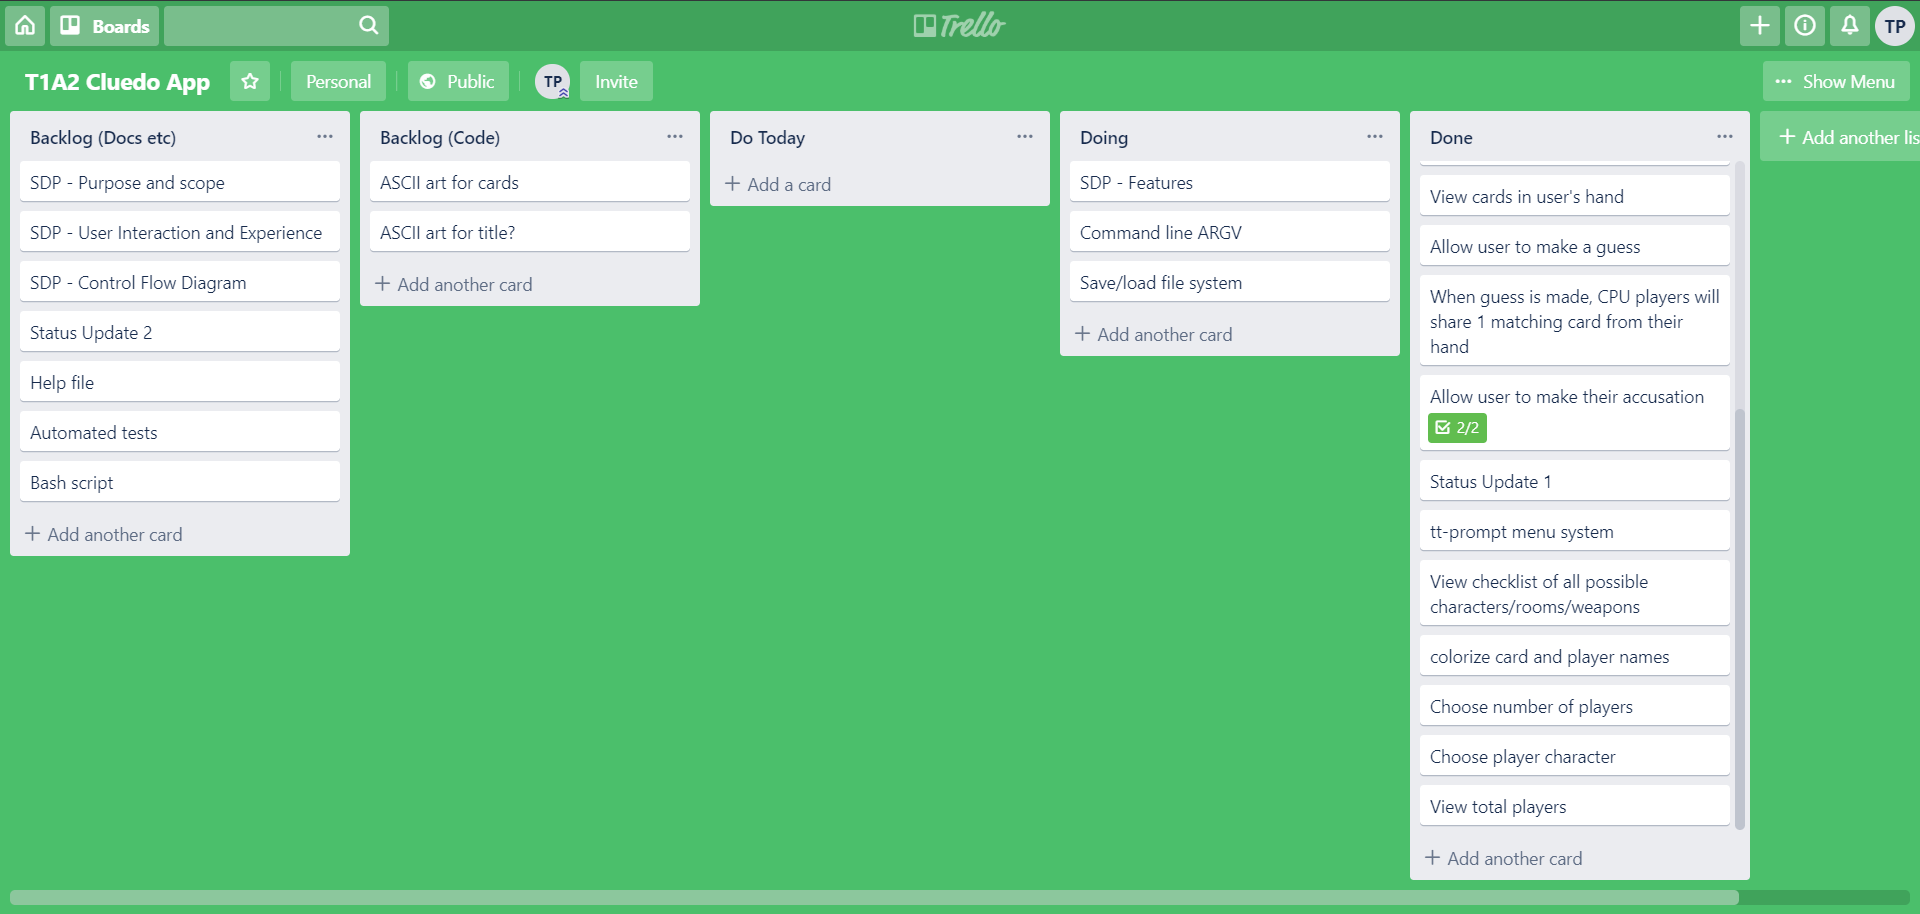 Boards
Trello
TP
T1A2 Cluedo App
Personal
Public
TP
Invite
Show Menu
Backlog (Docs etc)
SDP - Purpose and scope
SDP - User Interaction and Experience
SDP - Control Flow Diagram
Status Update 2
Help file
Automated tests
Bash script
+ Add another card
Backlog (Code)
ASCII art for cards
ASCII art for title?
+ Add another card
Do Today
+ Add a card
Doing
SDP - Features
Command line ARGV
Save/load file system
+ Add another card
Done
View cards in user's hand
Allow user to make a guess
When guess is made, CPU players will
share 1 matching card from their
hand
Allow user to make their accusation
2/2
Status Update 1
tt-prompt menu system
View checklist of all possible
characters/rooms/weapons
colorize card and player names
Choose number of players
Choose player character
View total players
+ Add another card
+ Add another lis